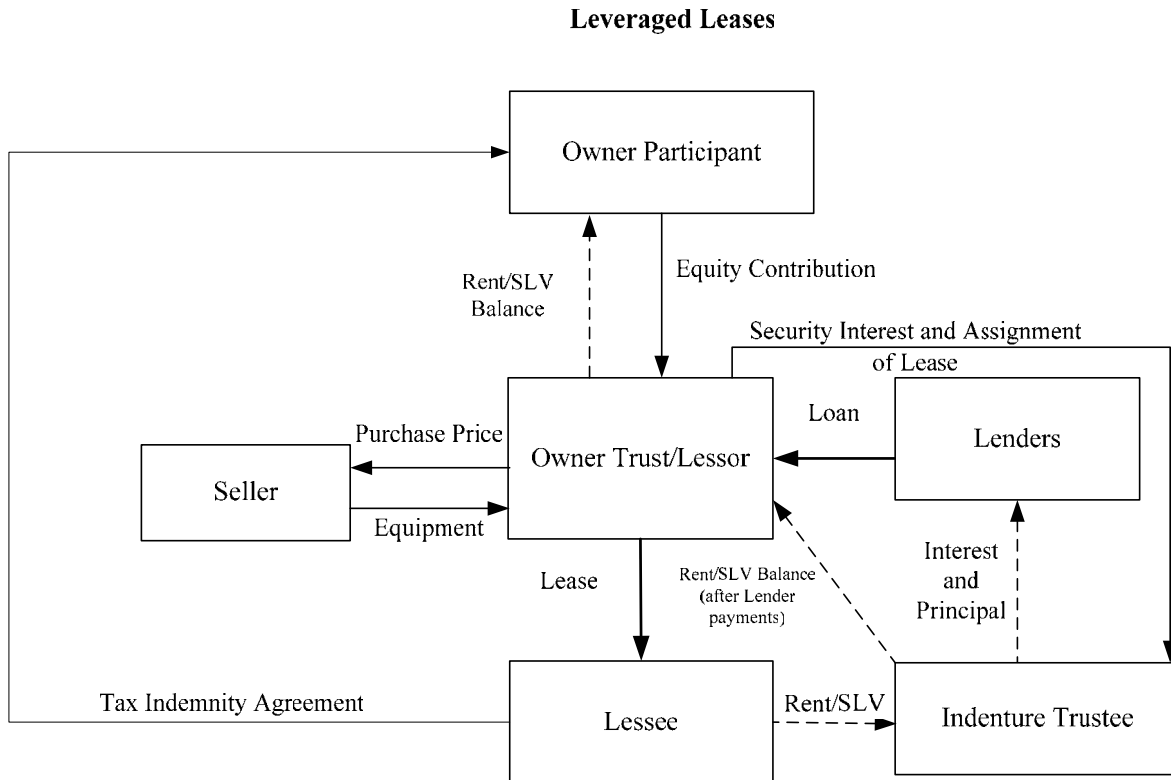 Leveraged Leases
Owner Participant
Rent/SLV
Balance
Equity Contribution
Security Interest and Assignment
of Lease
Loan
Lenders
Purchase Price
Owner Trust/Lessor
Seller
Equipment
Lease
Rent/SLV Balance
(after Lender
payments)
Interest
and
Principal
Tax Indemnity Agreement
Lessee
Rent/SLV
Indenture Trustee